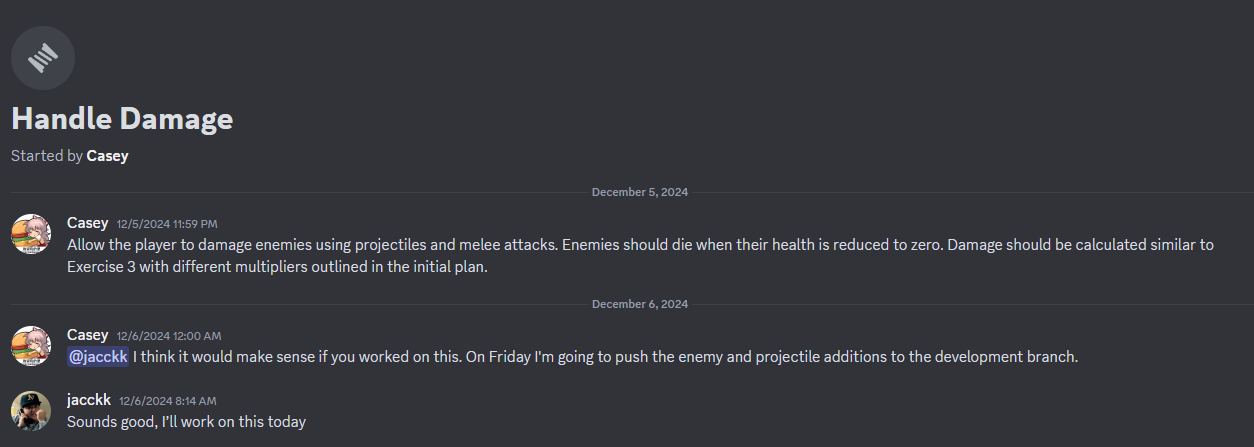 Handle Damage
Started by Casey
December 5, 2024
Casey 12/5/2024 11:59 PM
Allow the player to damage enemies using projectiles and melee attacks. Enemies should die when their health is reduced to zero. Damage should be calculated similar to
Exercise 3 with different multipliers outlined in the initial plan.
December 6, 2024
Casey 12/6/2024 12:00 AM
@jacckk I think it would make sense if you worked on this. On Friday I'm going to push the enemy and projectile additions to the development branch.
jacckk 12/6/2024 8:14 AM
Sounds good, I’ll work on this today